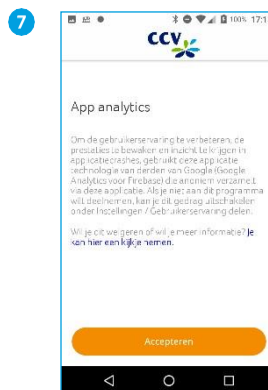 7
100% 17:1
CCV
App analytics
Om de gebruikerservaring te verbeteren, de
prestaties te bewaken en inzicht te krijgen in
applicatiecrashes, gebruikt deze applicatie
technologie van derden van Google (Google
Analytics voor Firebase) die anoniem verzamelt
via deze applicatie. Als je niet aan dit programma
wilt deelnemen, kan je dit gedrag uitschakelen
onder Instellingen / Gebruikerservaring delen.
Wil je dit weigeren of wil je meer informatie? Je
kan hier een kijkje nemen.
Accepteren